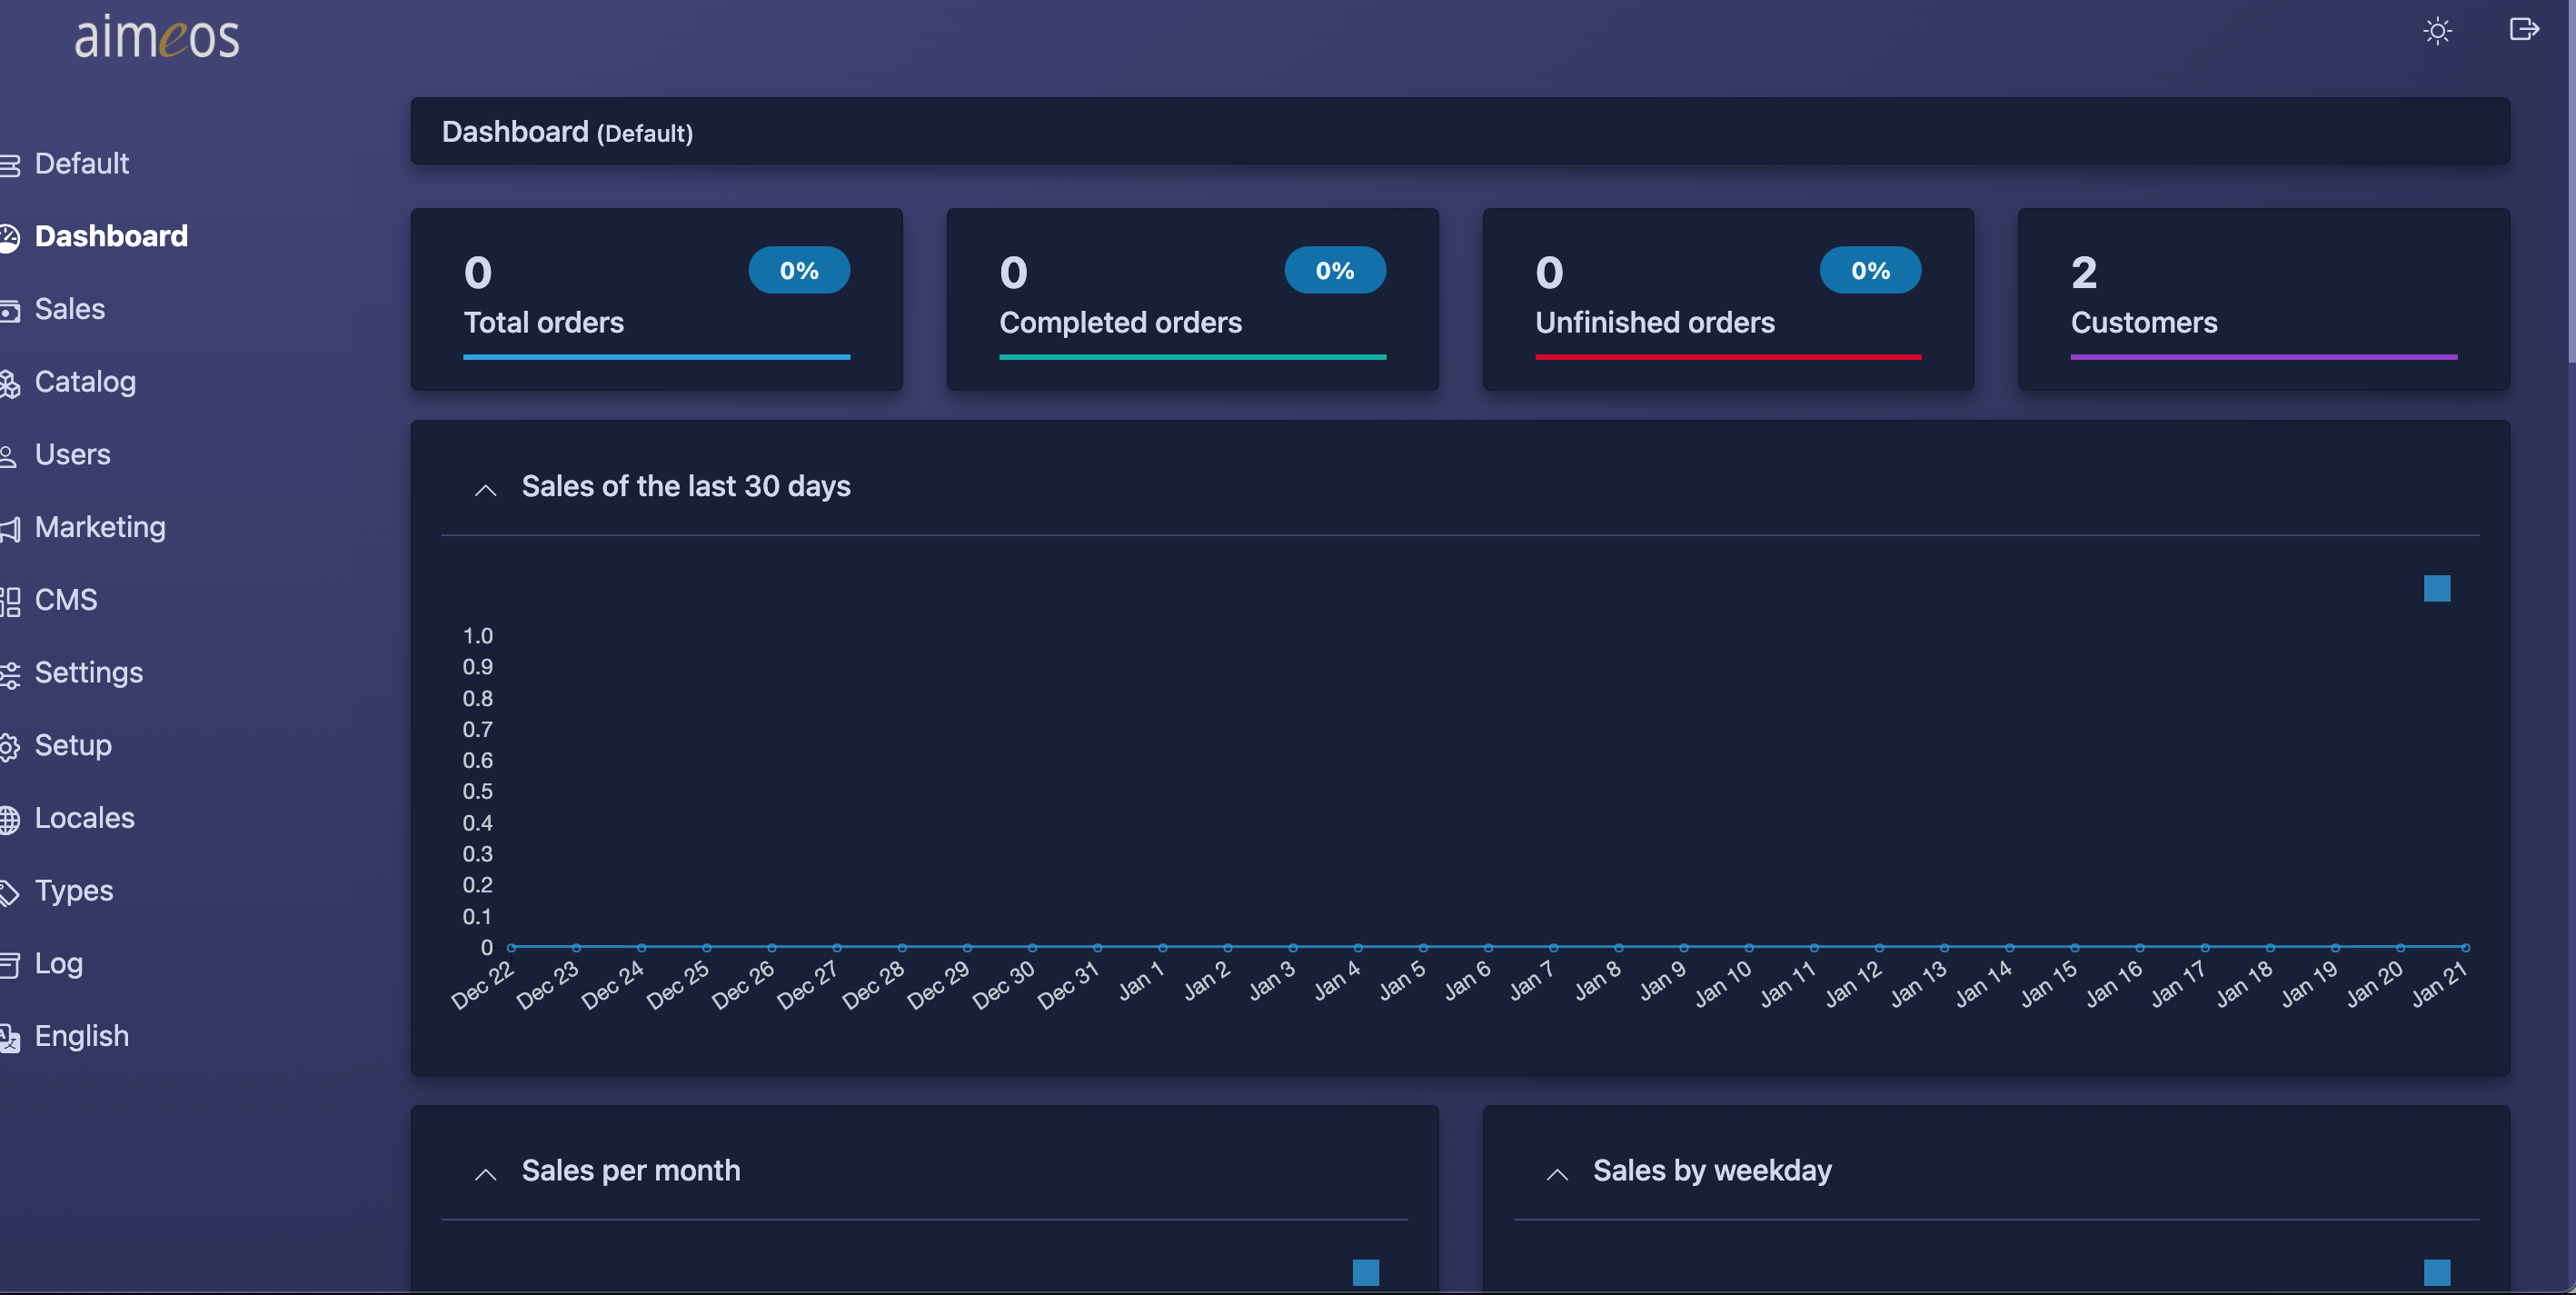 aimeos
Default
Dashboard
Sales
Catalog
Users
Marketing
CMS
Settings
Setup
Locales
Types
Log
English
Dashboard (Default)
0 0%
Total orders
0 0%
Completed orders
0 0%
Unfinished orders
2
Customers
Sales of the last 30 days
1.0
0.9
0.8
0.7
0.6
0.5
0.4
0.3
0.2
0.1
0
Dec 22 Dec 23 Dec 24 Dec 25 Dec 26 Dec 27 Dec 28 Dec 29 Dec 30 Dec 31 Jan 1 Jan 2 Jan 3 Jan 4 Jan 5 Jan 6 Jan 7 Jan 8 Jan 9 Jan 10 Jan 11 Jan 12 Jan 13 Jan 14 Jan 15 Jan 16 Jan 17 Jan 18 Jan 19 Jan 20 Jan 21
Sales per month
Sales by weekday